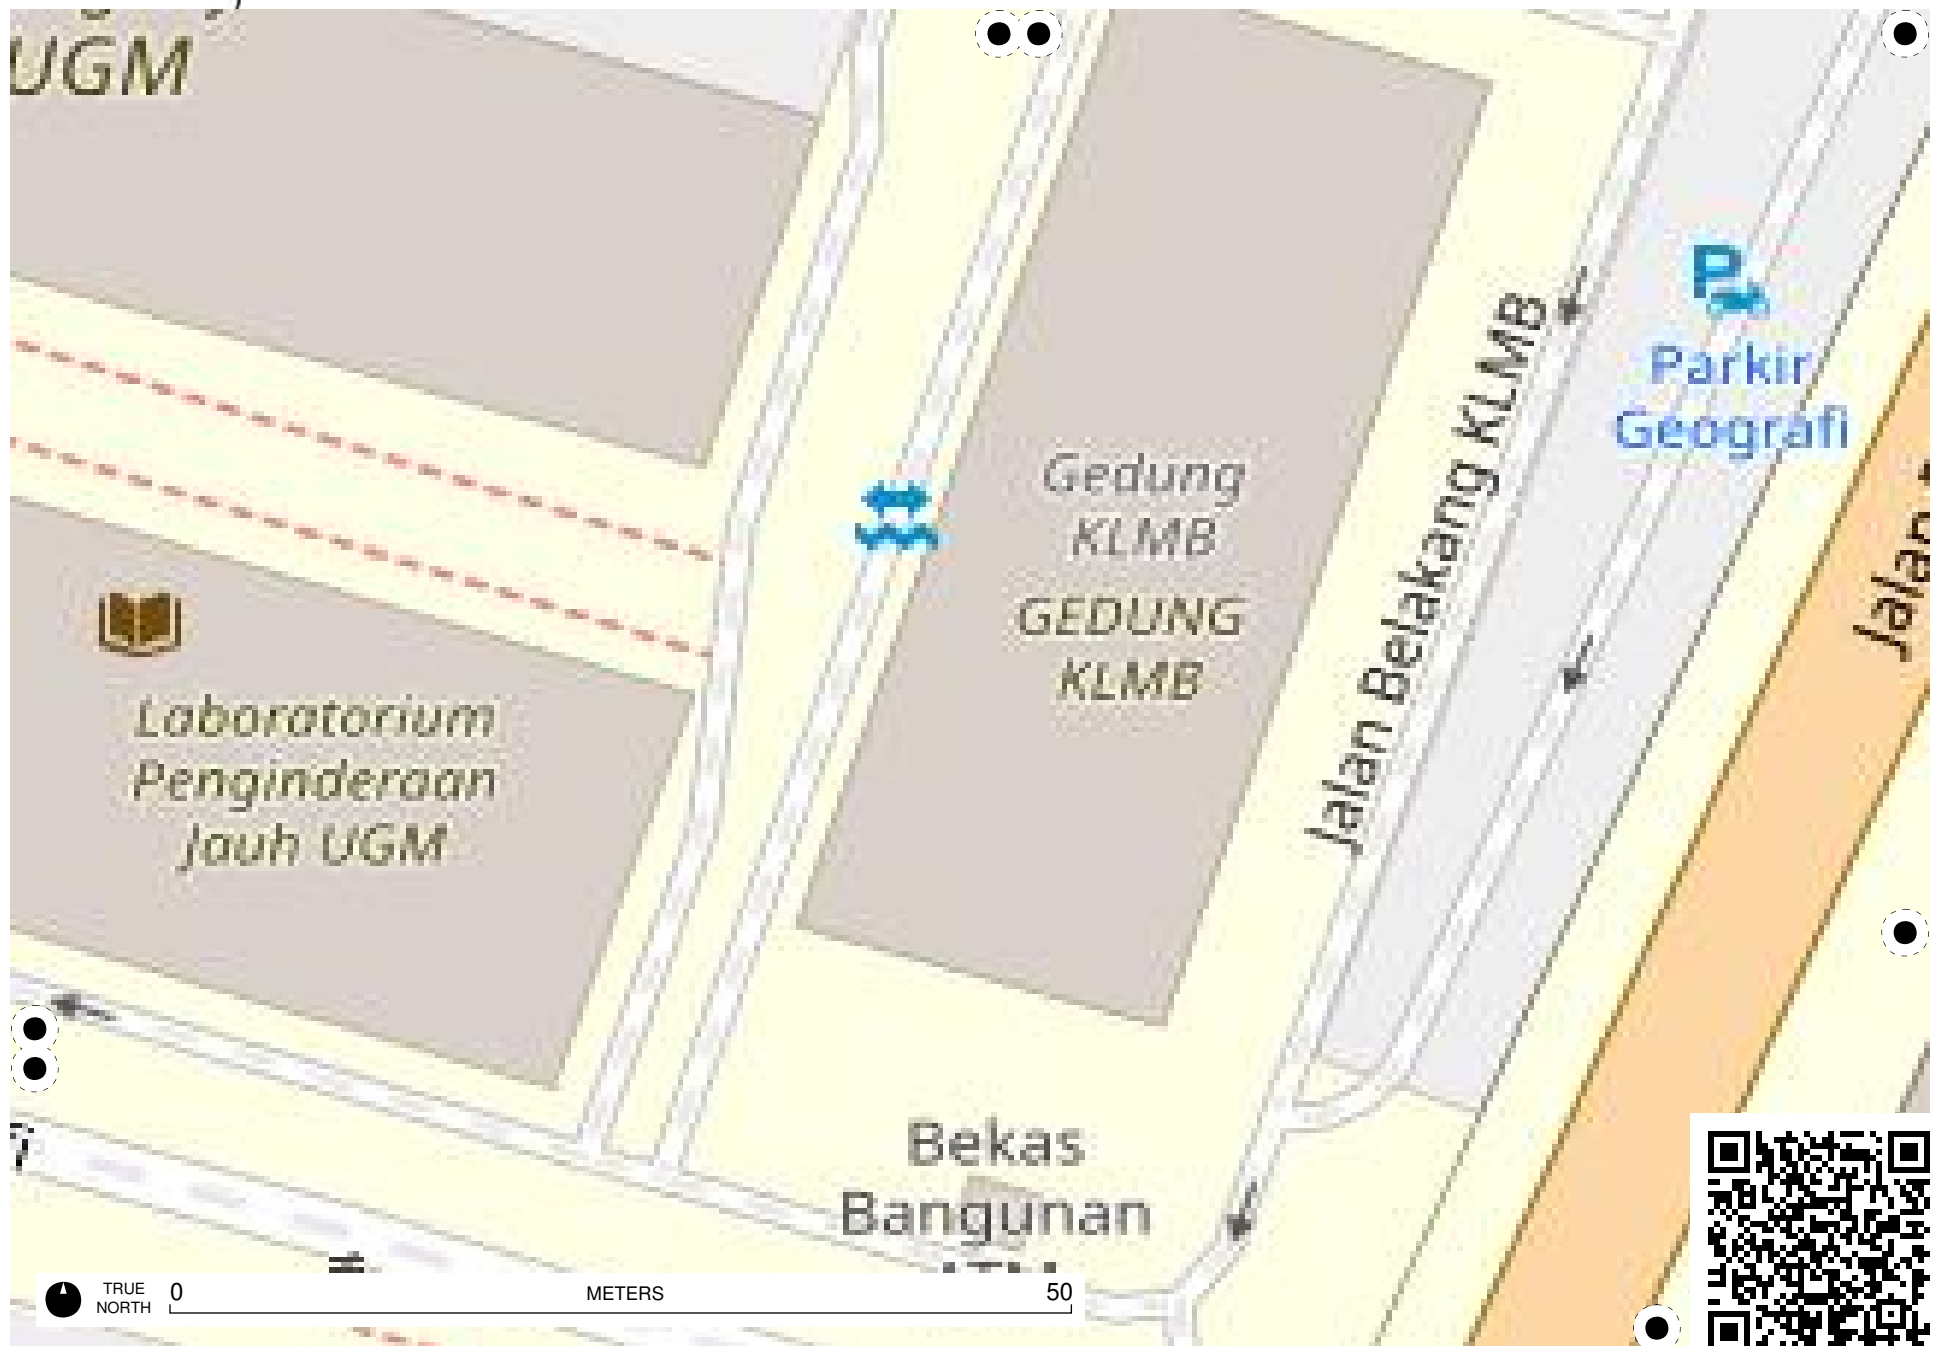 UGM
P
Parkir
Geografi
Jalan Belakang KLMB
Gedung
KLMB
GEDUNG
KLMB
Jalan
Laboratorium
Penginderaan
Jauh UGM
Bekas
Bangunan
ATM
TRUE
NORTH
0 METERS 50